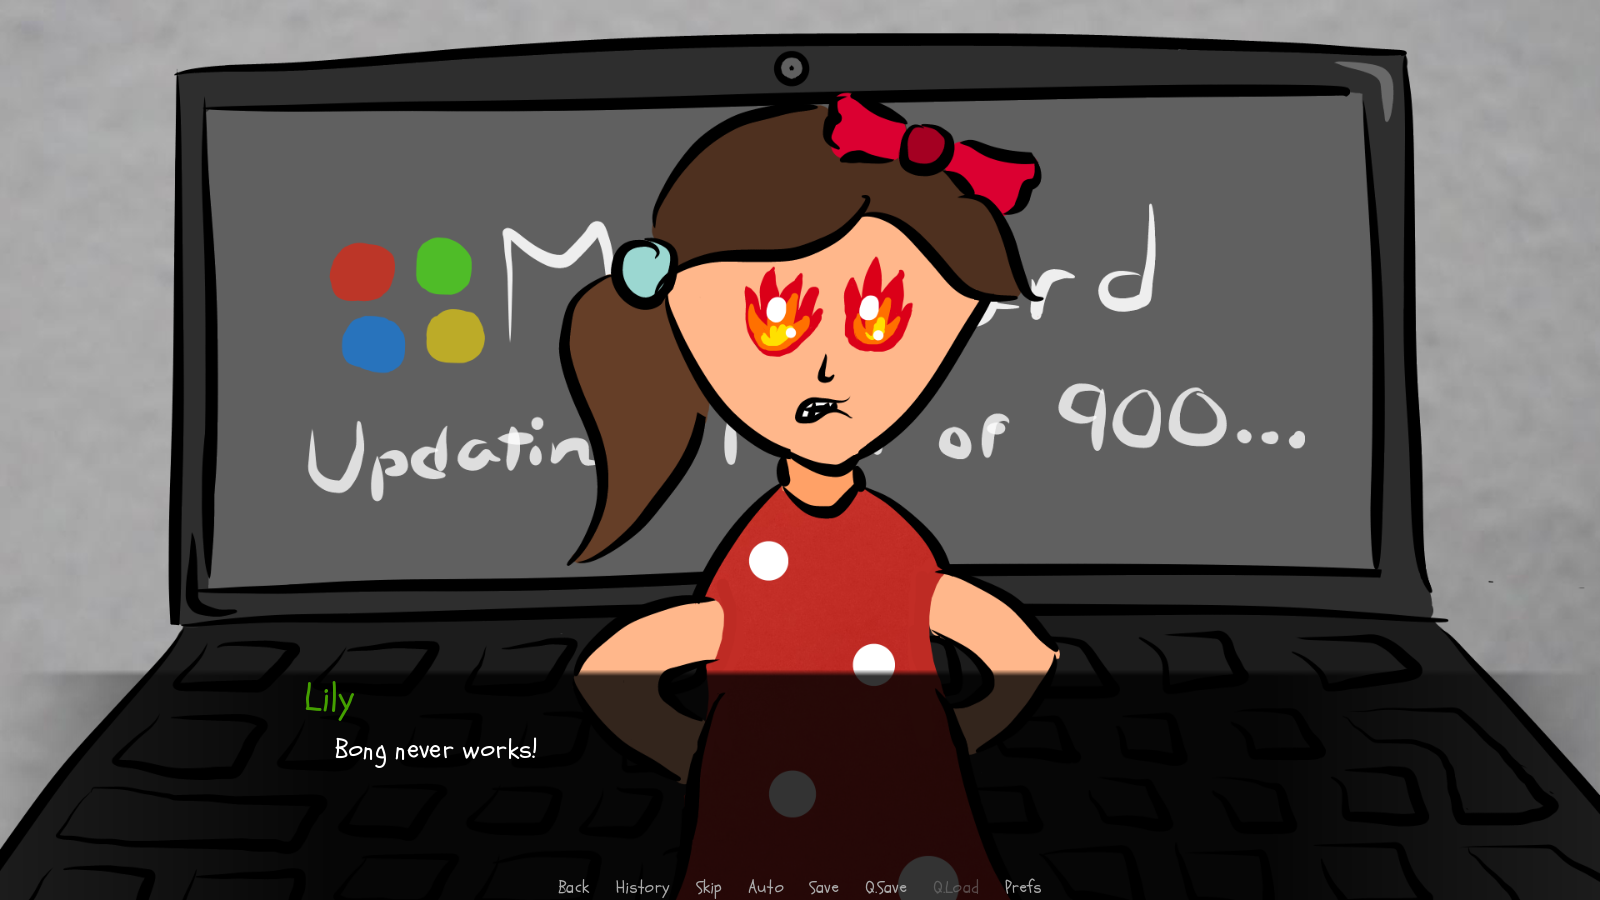 Updatin of 900...
Lily
Bong never works!
Back History Skip Auto Save Q.Save Q.Load Prefs